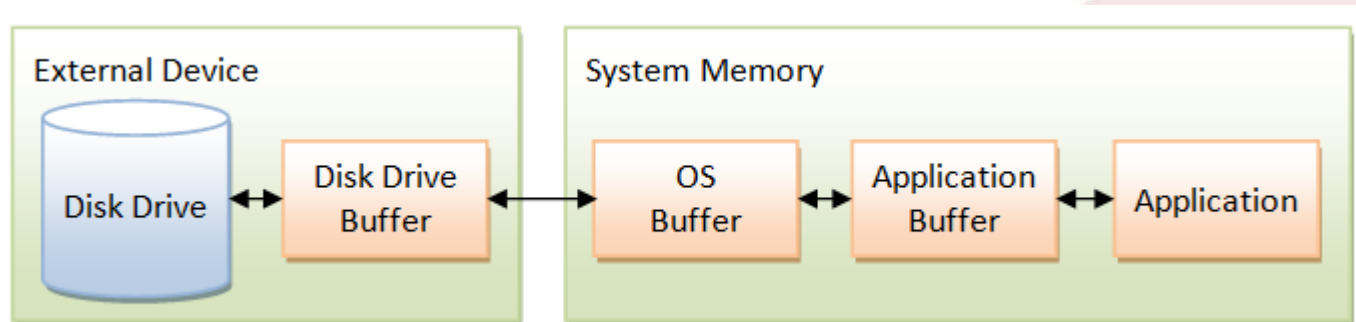 External Device
Disk Drive
Disk Drive
Buffer
System Memory
OS
Buffer
Application
Buffer
Application